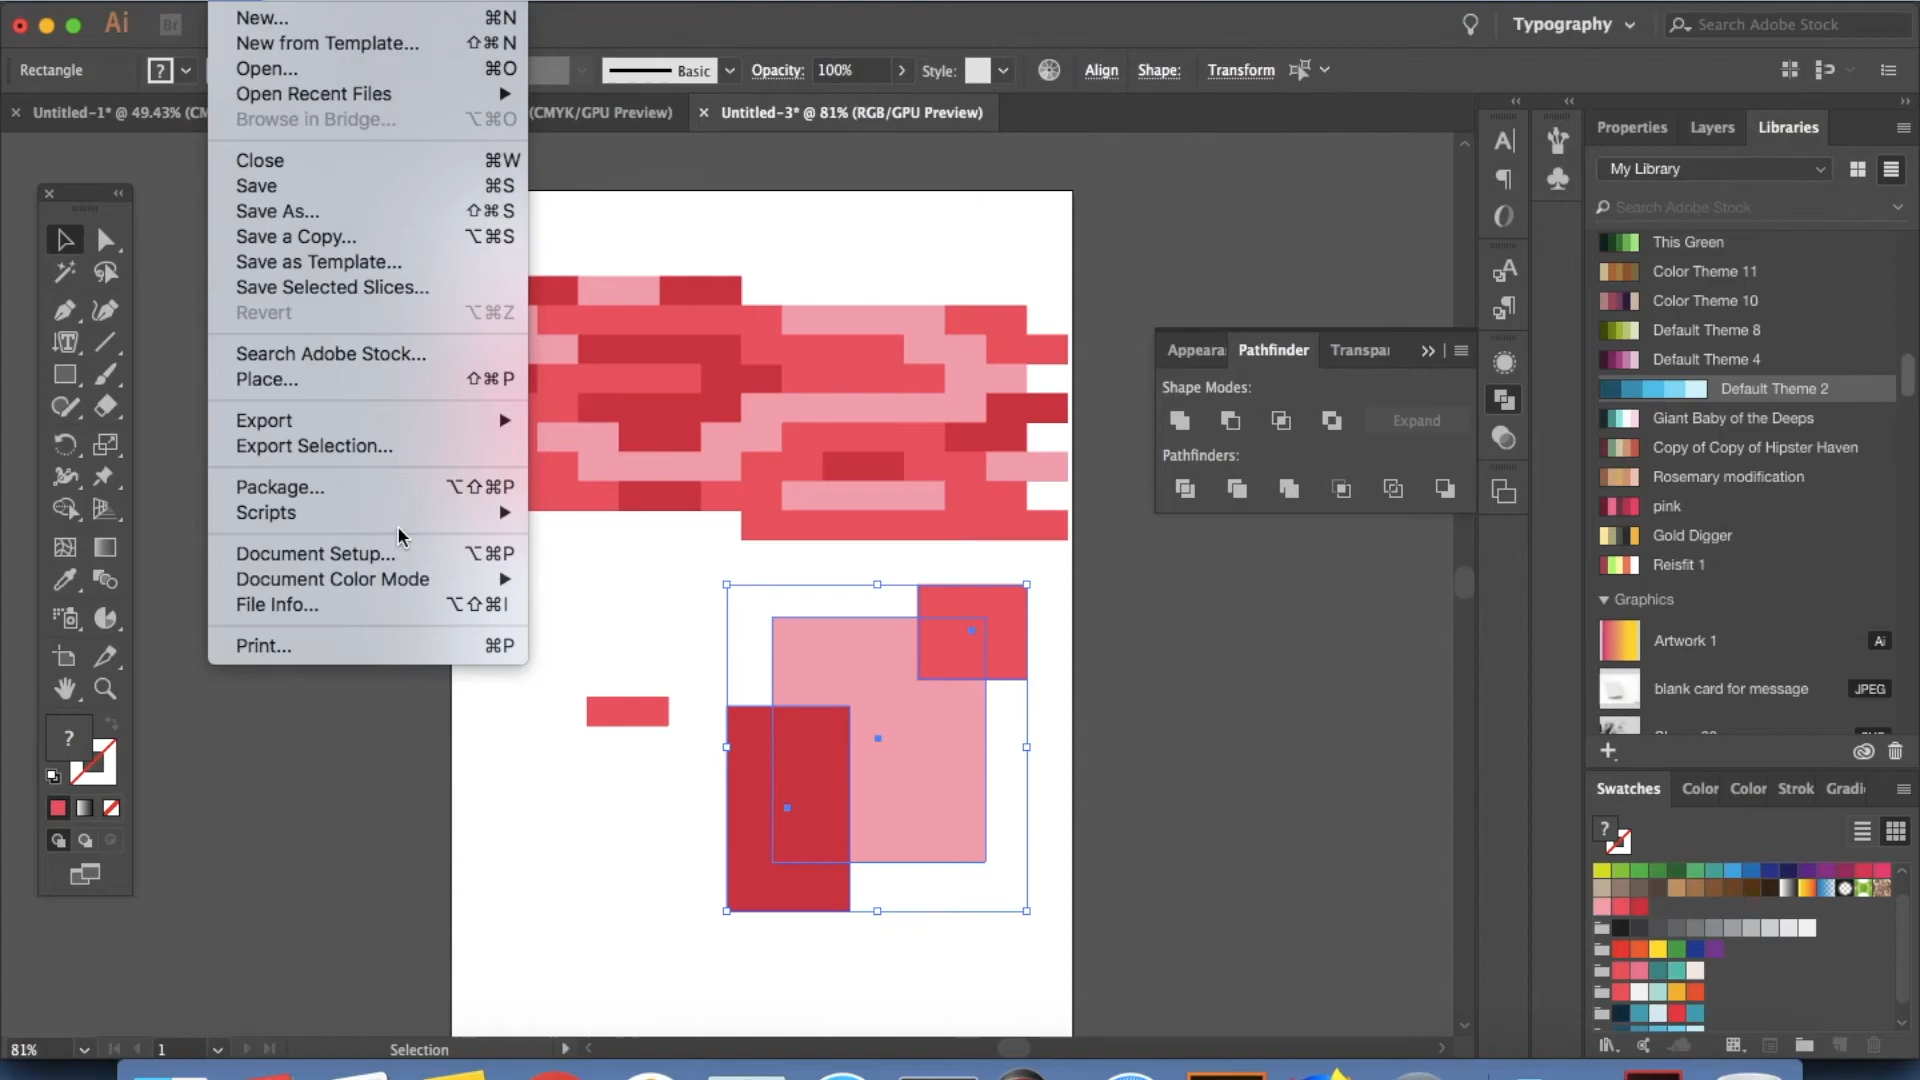 Ai
Br
Typography
Search Adobe Stock
Rectangle
?
Basic
Opacity:
100%
Style:
Align
Shape:
Transform
Untitled-1* @ 49.43% (CM
(CMYK/GPU Preview)
Untitled-3* @ 81% (RGB/GPU Preview)
New... ⌘N
New from Template... ⇧⌘N
Open... ⌘O
Open Recent Files
Browse in Bridge... ⌥⌘O
Close ⌘W
Save ⌘S
Save As... ⇧⌘S
Save a Copy... ⌥⌘S
Save as Template...
Save Selected Slices...
Revert ⌥⌘Z
Search Adobe Stock...
Place... ⇧⌘P
Export
Export Selection...
Package... ⌥⇧⌘P
Scripts
Document Setup... ⌥⌘P
Document Color Mode
File Info... ⌥⇧⌘I
Print... ⌘P
Appeara
Pathfinder
Transpai
Shape Modes:
Expand
Pathfinders:
Properties
Layers
Libraries
My Library
Search Adobe Stock
This Green
Color Theme 11
Color Theme 10
Default Theme 8
Default Theme 4
Default Theme 2
Giant Baby of the Deeps
Copy of Copy of Hipster Haven
Rosemary modification
pink
Gold Digger
Reisfit 1
Graphics
Artwork 1 Ai
blank card for message JPEG
Swatches
Color
Color
Strok
Gradi
?
?
81%
1
Selection